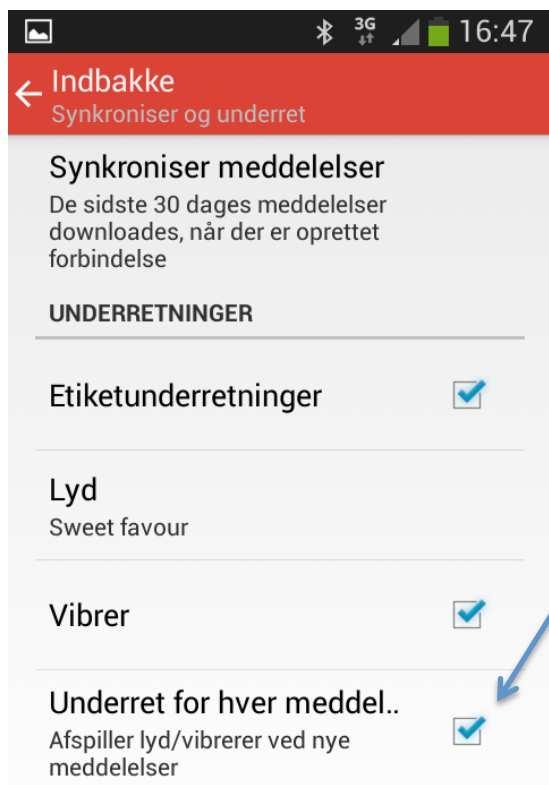 3G 16:47
Indbakke
Synkroniser og underret
Synkroniser meddelelser
De sidste 30 dages meddelelser
downloades, når der er oprettet
forbindelse
UNDERRETNINGER
Etiketunderretninger
Lyd
Sweet favour
Vibrer
Underret for hver meddel..
Afspiller lyd/vibrerer ved nye
meddelelser